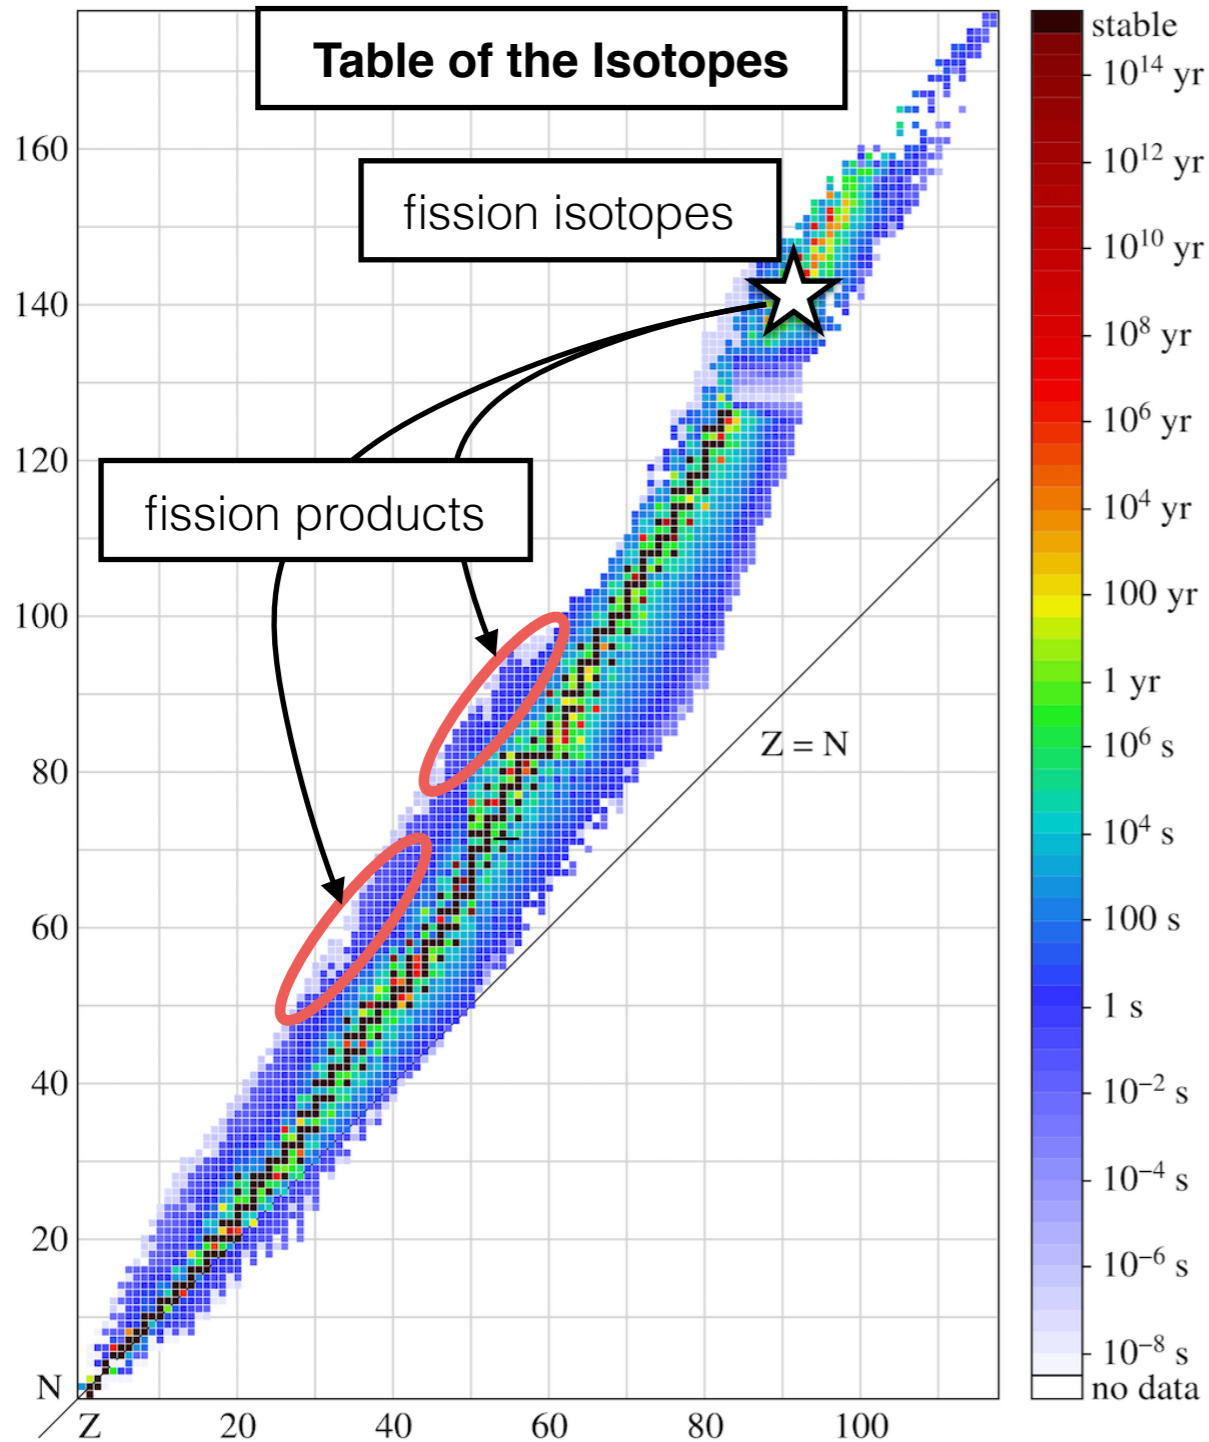 Table of the Isotopes
fission isotopes
fission products
Z = N
160
140
120
100
80
60
40
20
N
Z
20
40
60
80
100
stable
10¹⁴ yr
10¹² yr
10¹⁰ yr
10⁸ yr
10⁶ yr
10⁴ yr
100 yr
1 yr
10⁶ s
10⁴ s
100 s
1 s
10⁻² s
10⁻⁴ s
10⁻⁶ s
10⁻⁸ s
no data